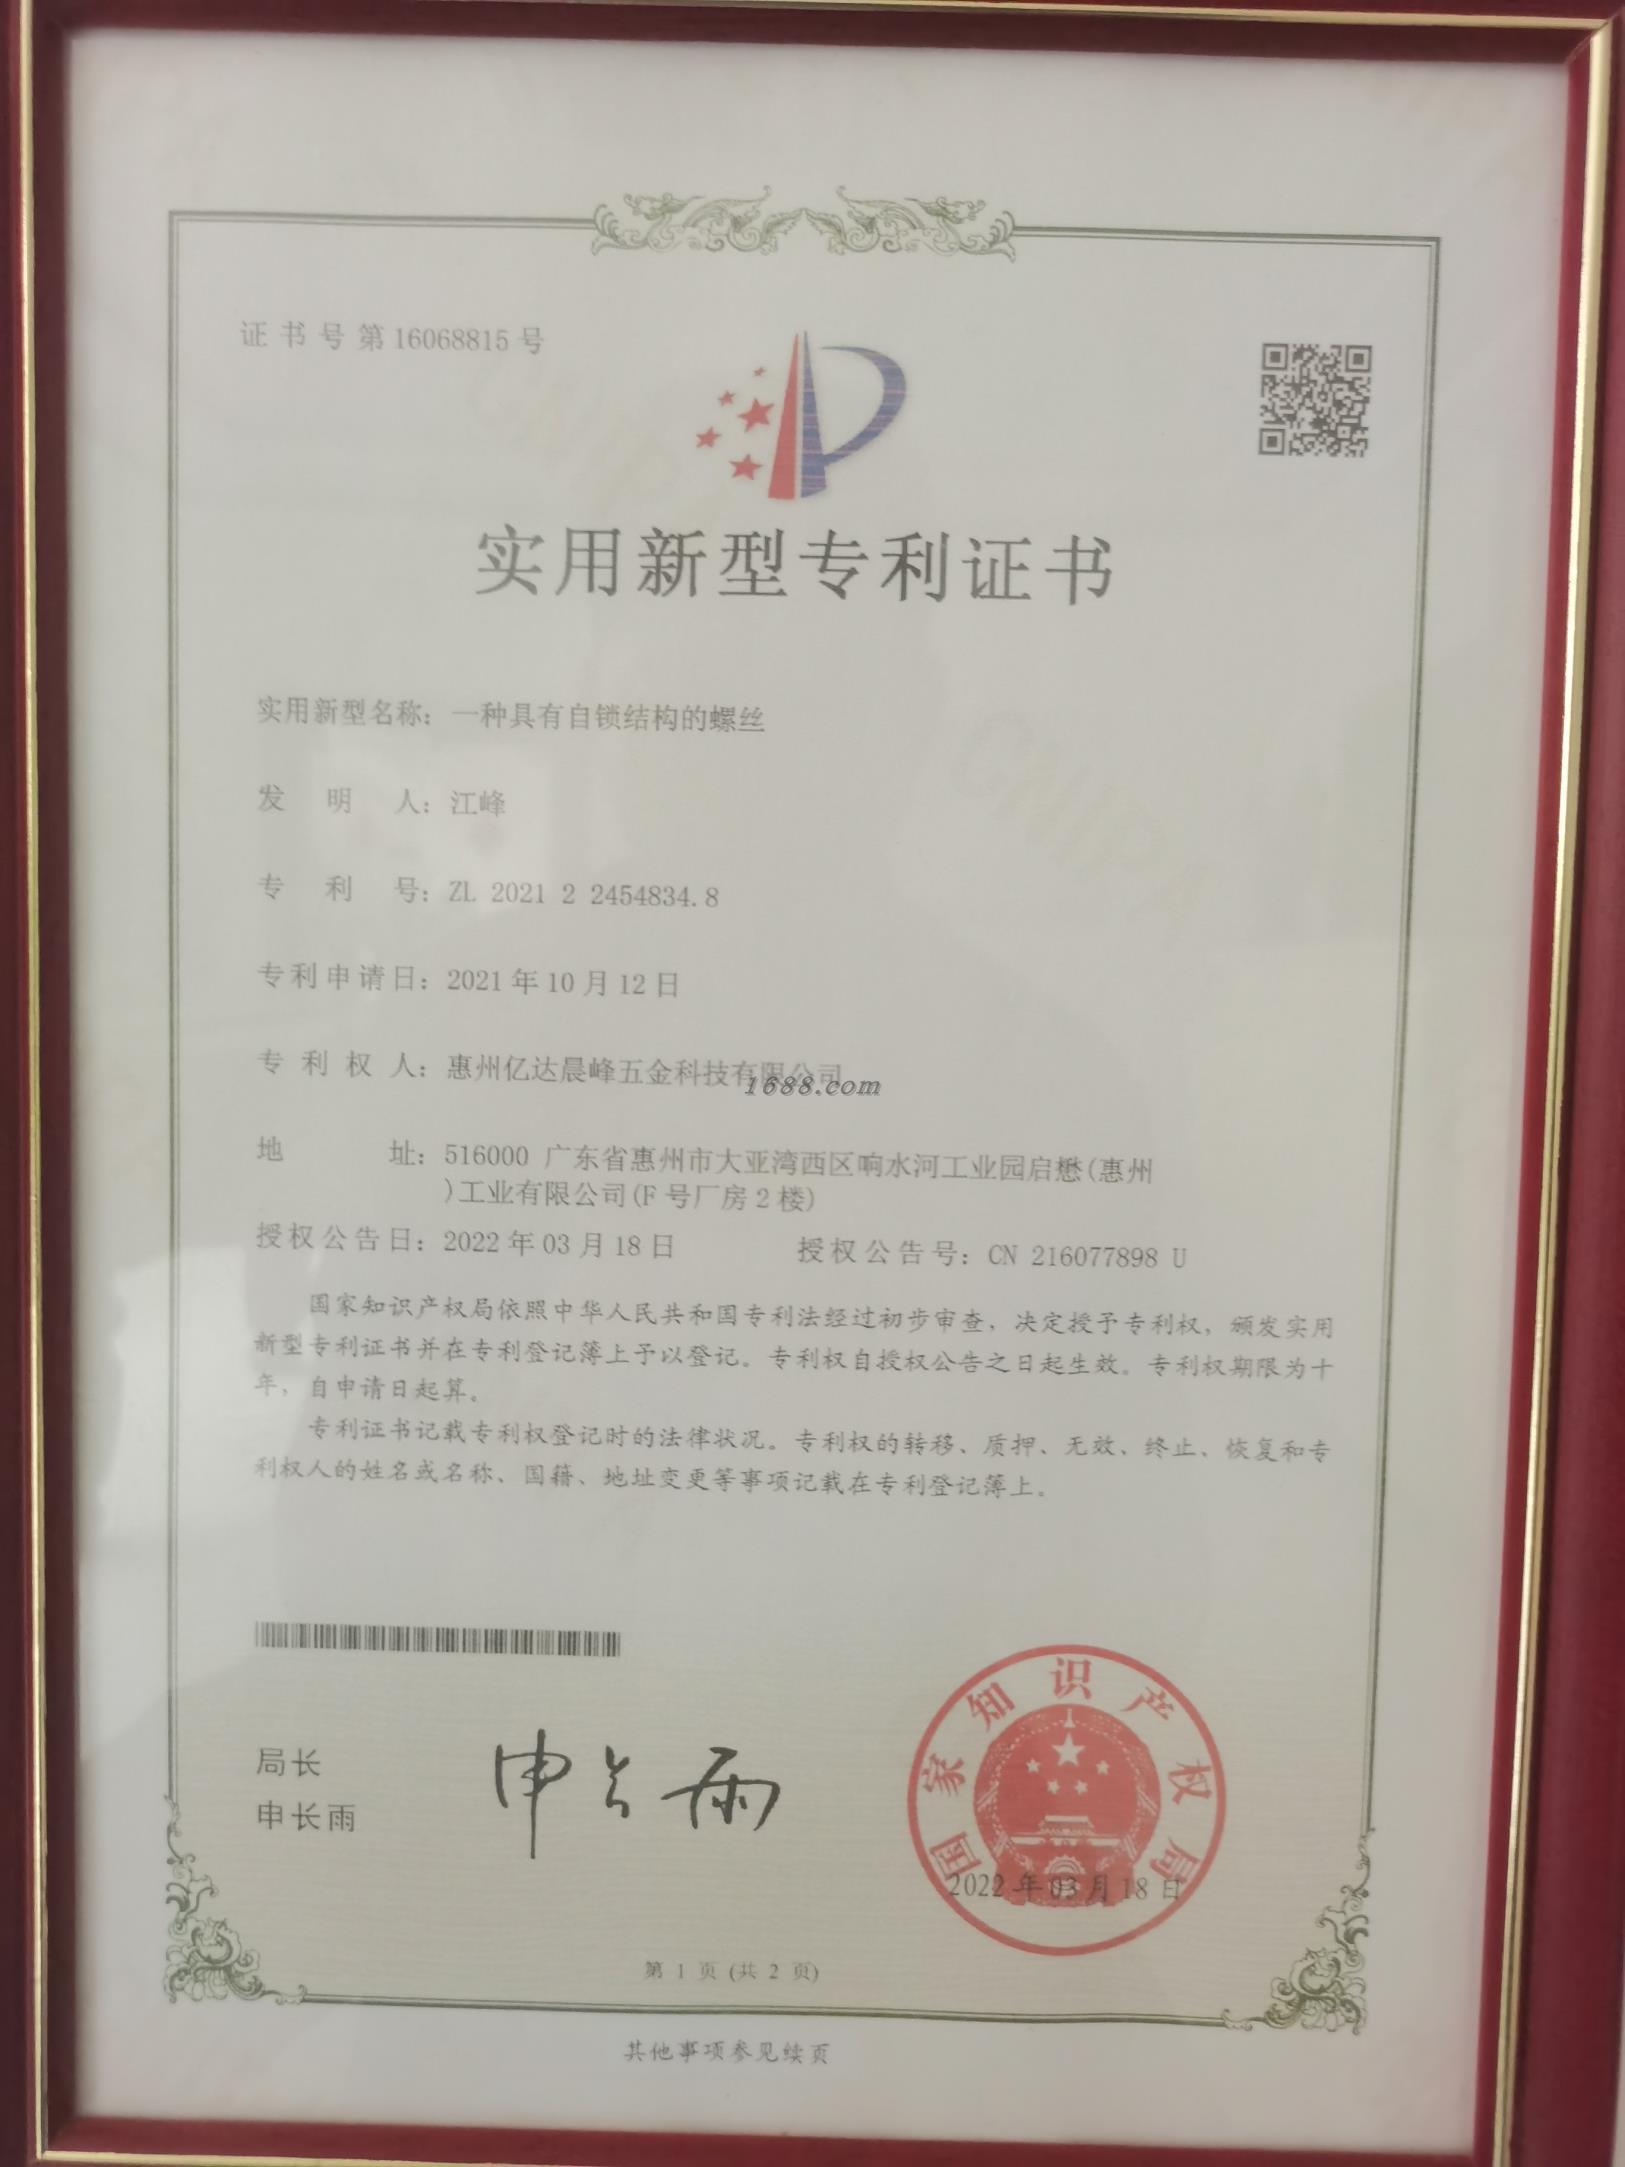 证书号第16068815号
实用新型专利证书
实用新型名称：一种具有自锁结构的螺丝
发明人：江峰
专利号：ZL 2021 2 2454834.8
专利申请日：2021年10月12日
专利权人：惠州亿达晨峰五金科技有限公司
1688.com
地址：516000 广东省惠州市大亚湾西区响水河工业园启懋(惠州
)工业有限公司(F号厂房2楼)
授权公告日：2022年03月18日 授权公告号：CN 216077898 U
国家知识产权局依照中华人民共和国专利法经过初步审查，决定授予专利权，颁发实用
新型专利证书并在专利登记簿上予以登记。专利权自授权公告之日起生效。专利权期限为十
年，自申请日起算。
专利证书记载专利权登记时的法律状况。专利权的转移、质押、无效、终止、恢复和专
利权人的姓名或名称、国籍、地址变更等事项记载在专利登记簿上。
局长
申长雨
申长雨
国家知识产权局
2022年03月18日
第 1 页 (共 2 页)
其他事项参见续页